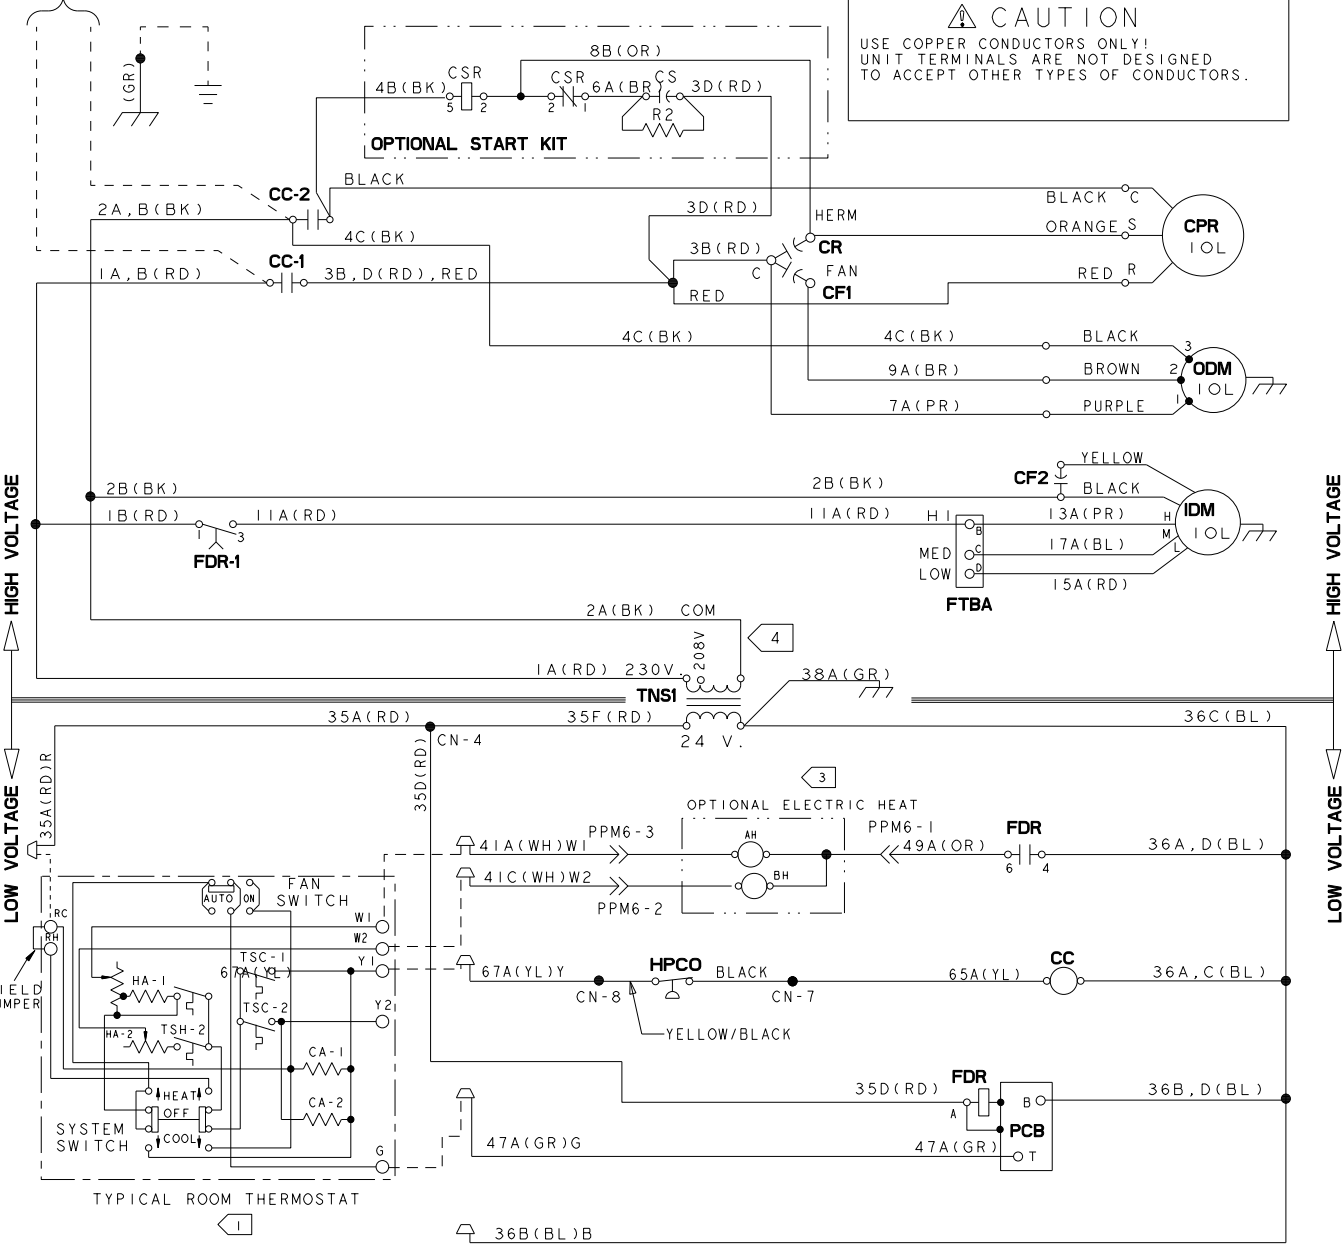 ⚠ CAUTION
USE COPPER CONDUCTORS ONLY!
UNIT TERMINALS ARE NOT DESIGNED
TO ACCEPT OTHER TYPES OF CONDUCTORS.
(GR)
8B(OR)
4B(BK)
CSR
5
2
CSR
2
1
6A(BR)
CS
3D(RD)
R2
OPTIONAL START KIT
BLACK
CC-2
2A,B(BK)
3D(RD)
HERM
BLACK
C
ORANGE
S
CPR
IOL
4C(BK)
3B(RD)
CR
CC-1
1A,B(RD)
3B,D(RD),RED
C
FAN
RED
R
RED
CF1
4C(BK)
4C(BK)
BLACK
3
9A(BR)
BROWN
2
ODM
IOL
7A(PR)
PURPLE
1
YELLOW
CF2
HIGH VOLTAGE
HIGH VOLTAGE
2B(BK)
2B(BK)
BLACK
1B(RD)
1
3
11A(RD)
FDR-1
11A(RD)
HI
B
13A(PR)
H
IDM
IOL
MED
C
17A(BL)
M
LOW
D
15A(RD)
L
FTBA
2A(BK)
COM
4
208V
1A(RD)
230V.
TNS1
38A(GR)
35A(RD)
35F(RD)
24 V.
36C(BL)
CN-4
35A(RD)R
35D(RD)
3
LOW VOLTAGE
LOW VOLTAGE
OPTIONAL ELECTRIC HEAT
41A(WH)W1
PPM6-3
AH
PPM6-1
49A(OR)
FDR
6
4
36A,D(BL)
41C(WH)W2
PPM6-2
BH
FAN
SWITCH
AUTO
ON
RC
RH
W1
W2
Y1
TSC-1
67A(YL)
67A(YL)Y
CN-8
HPCO
BLACK
CN-7
65A(YL)
CC
36A,C(BL)
IELD
UMPER
HA-1
TSC-2
Y2
YELLOW/BLACK
HA-2
TSH-2
CA-1
CA-2
HEAT
OFF
COOL
SYSTEM
SWITCH
35D(RD)
FDR
A
B
PCB
T
36B,D(BL)
G
47A(GR)G
47A(GR)
TYPICAL ROOM THERMOSTAT
1
36B(BL)B